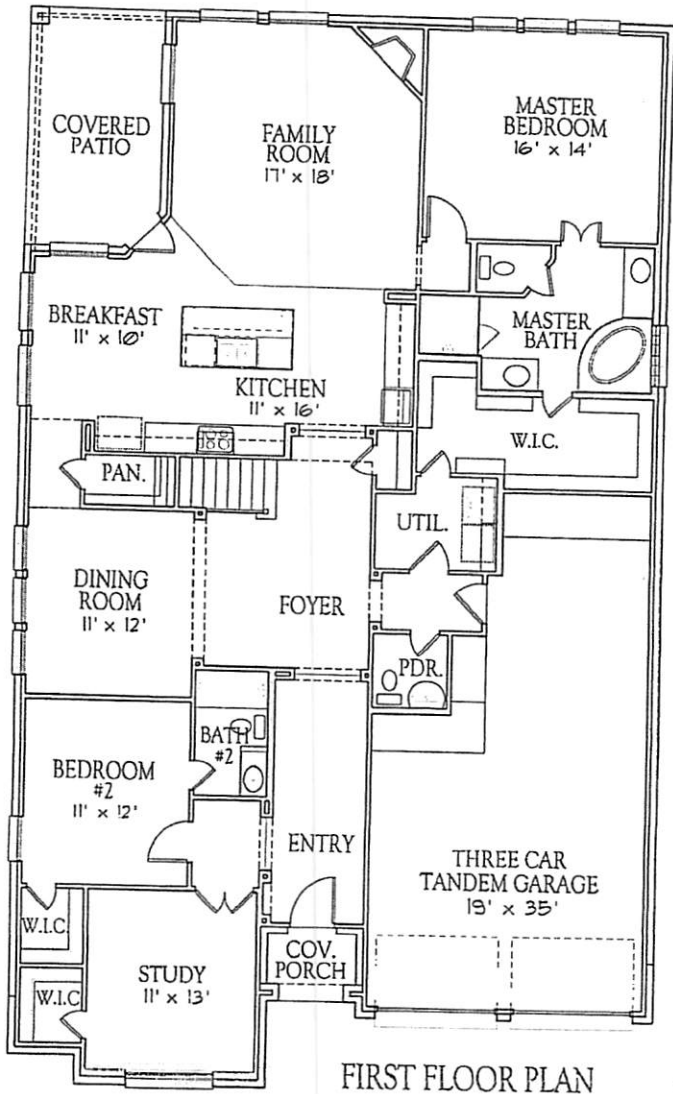 COVERED
PATIO
FAMILY
ROOM
17' x 18'
MASTER
BEDROOM
16' x 14'
BREAKFAST
11' x 10'
KITCHEN
11' x 16'
MASTER
BATH
W.I.C.
PAN.
UTIL.
DINING
ROOM
11' x 12'
FOYER
PDR.
BATH
#2
BEDROOM
#2
11' x 12'
ENTRY
THREE CAR
TANDEM GARAGE
19' x 35'
W.I.C.
COV.
PORCH
STUDY
11' x 13'
W.I.C
FIRST FLOOR PLAN